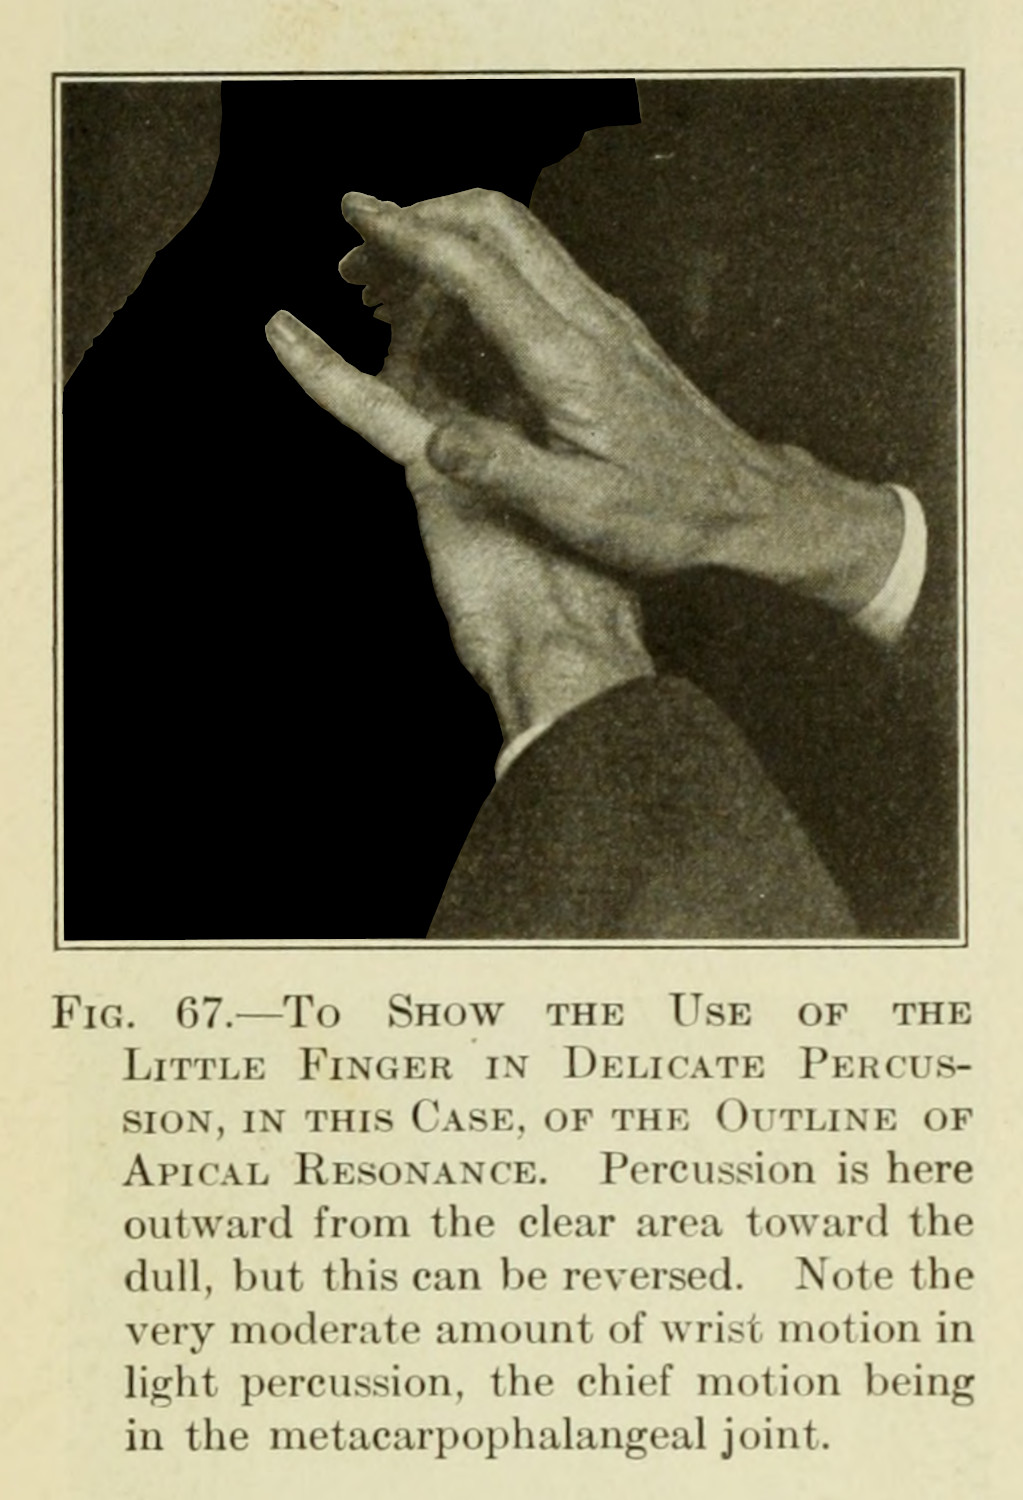 Fig. 67.—To Show the Use of the
Little Finger in Delicate Percus-
sion, in this Case, of the Outline of
Apical Resonance. Percussion is here
outward from the clear area toward the
dull, but this can be reversed. Note the
very moderate amount of wrist motion in
light percussion, the chief motion being
in the metacarpophalangeal joint.